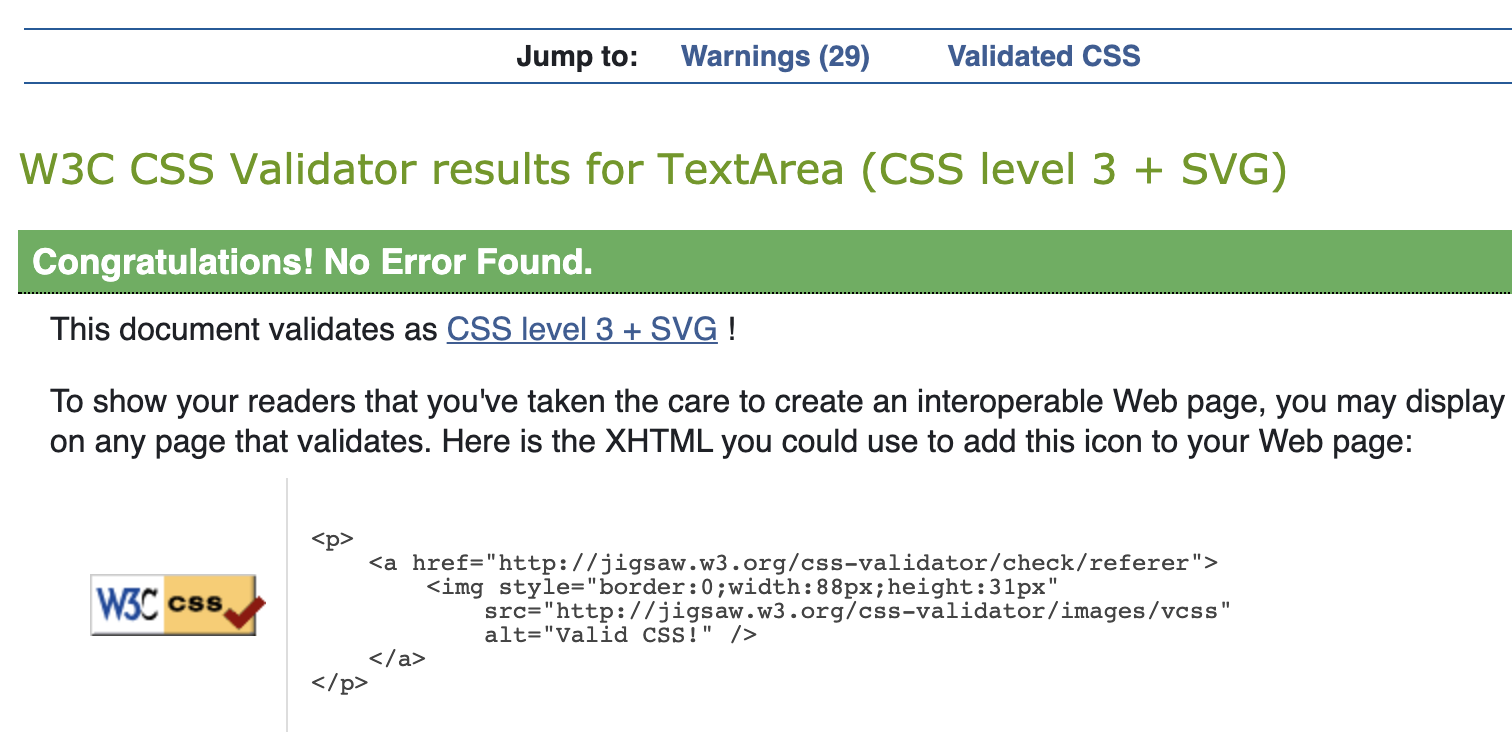 Jump to: Warnings (29) Validated CSS
W3C CSS Validator results for TextArea (CSS level 3 + SVG)
Congratulations! No Error Found.
This document validates as CSS level 3 + SVG !
To show your readers that you've taken the care to create an interoperable Web page, you may display
on any page that validates. Here is the XHTML you could use to add this icon to your Web page:
<p>
<a href="http://jigsaw.w3.org/css-validator/check/referer">
<img style="border:0;width:88px;height:31px"
src="http://jigsaw.w3.org/css-validator/images/vcss"
alt="Valid CSS!" />
</a>
</p>
W3C css